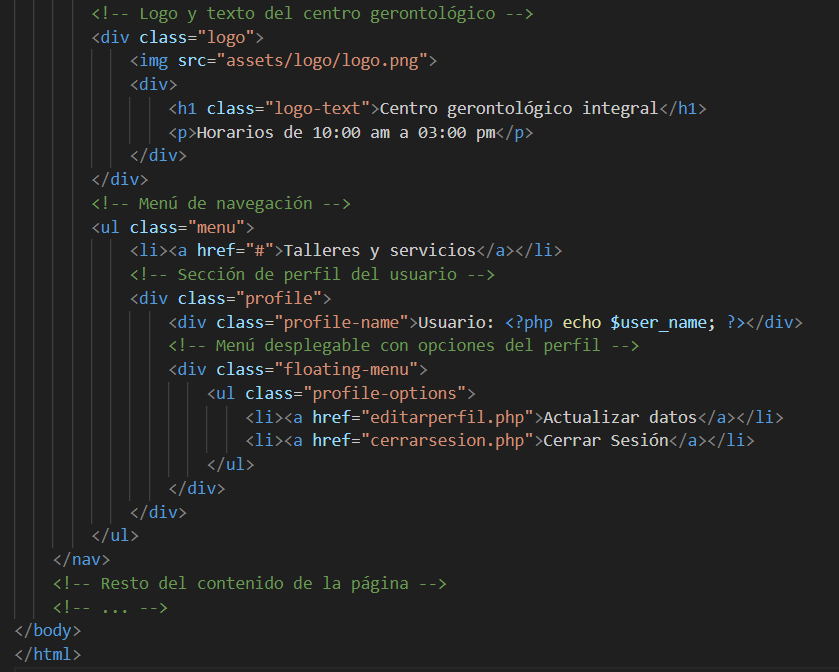 <!-- Logo y texto del centro gerontológico -->
<div class="logo">
<img src="assets/logo/logo.png">
<div>
<h1 class="logo-text">Centro gerontológico integral</h1>
<p>Horarios de 10:00 am a 03:00 pm</p>
</div>
</div>
<!-- Menú de navegación -->
<ul class="menu">
<li><a href="#">Talleres y servicios</a></li>
<!-- Sección de perfil del usuario -->
<div class="profile">
<div class="profile-name">Usuario: <?php echo $user_name; ?></div>
<!-- Menú desplegable con opciones del perfil -->
<div class="floating-menu">
<ul class="profile-options">
<li><a href="editarperfil.php">Actualizar datos</a></li>
<li><a href="cerrarsesion.php">Cerrar Sesión</a></li>
</ul>
</div>
</div>
</ul>
</nav>
<!-- Resto del contenido de la página -->
<!-- ... -->
</body>
</html>